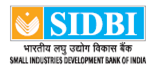 SIDBI
भारतीय लघु उद्योग विकास बैंक
SMALL INDUSTRIES DEVELOPMENT BANK OF INDIA